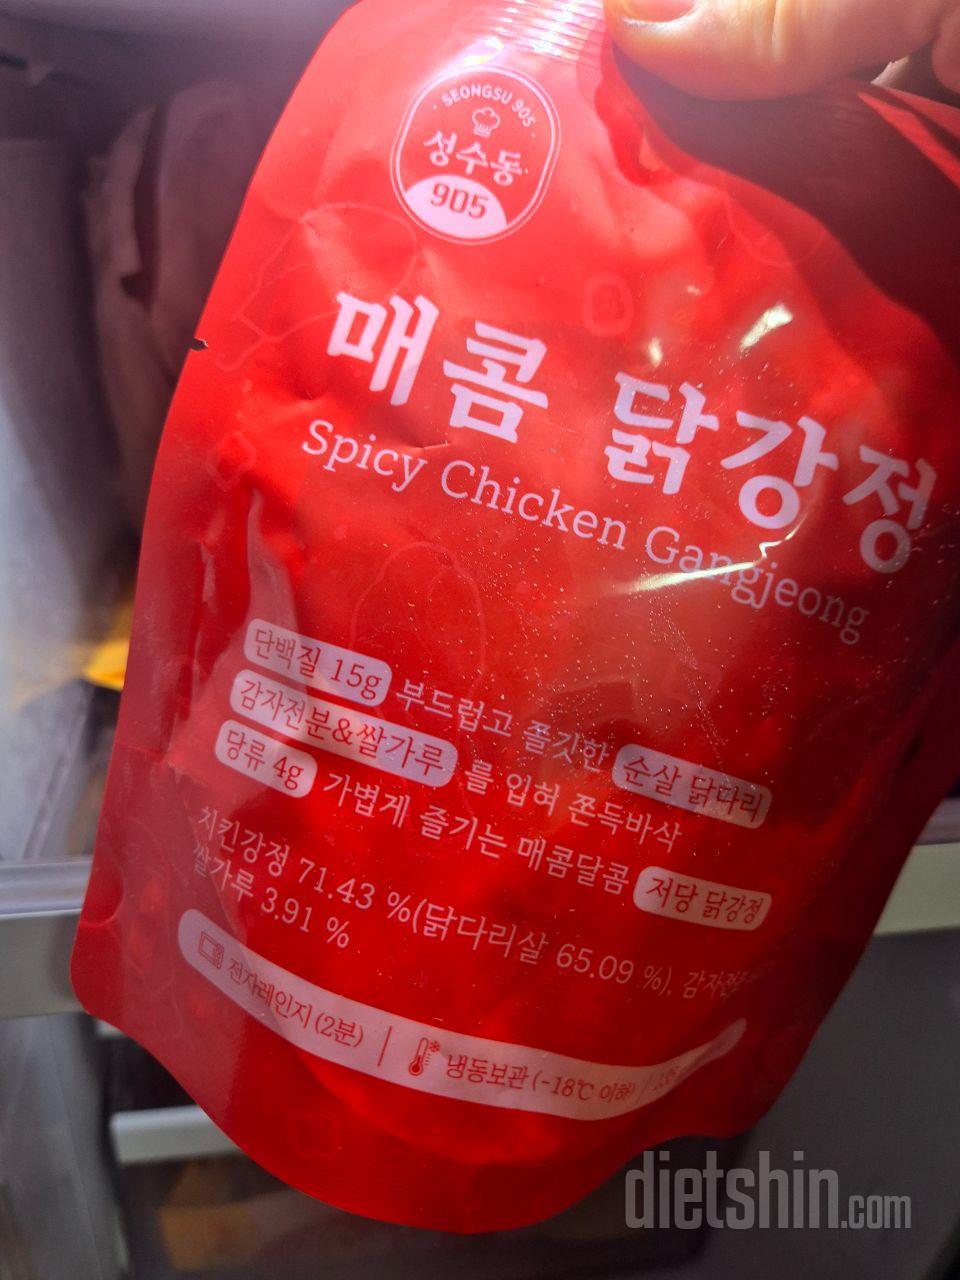 · SEONGSU 905 ·
성수동
905
매콤 닭강정
Spicy Chicken Gangjeong
단백질 15g 부드럽고 쫄깃한 순살 닭다리
감자전분&쌀가루 를 입혀 쫀득바삭
당류 4g 가볍게 즐기는 매콤달콤 저당 닭강정
치킨강정 71.43 %(닭다리살 65.09 %), 감자전분
쌀가루 3.91 %
전자레인지(2분) | 냉동보관(-18℃ 이하)
dietshin.com